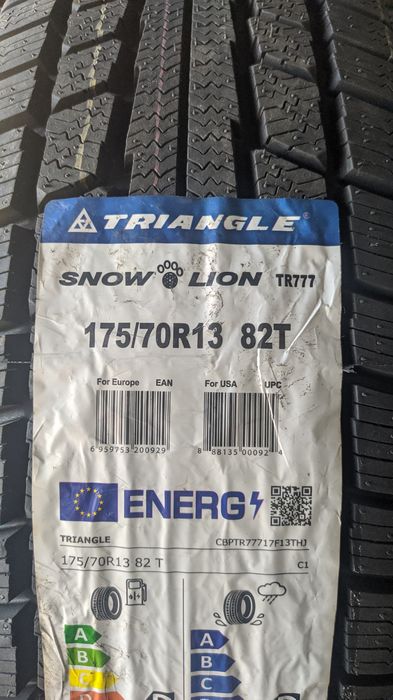 TRIANGLE®
SNOW LION TR777
175/70R13 82T
For Europe EAN For USA UPC
6 959753 200929 8 88135 00092 4
ENERG
TRIANGLE CBPTR77717F13THJ
175/70R13 82 T C1
A A
B B
C C
D D